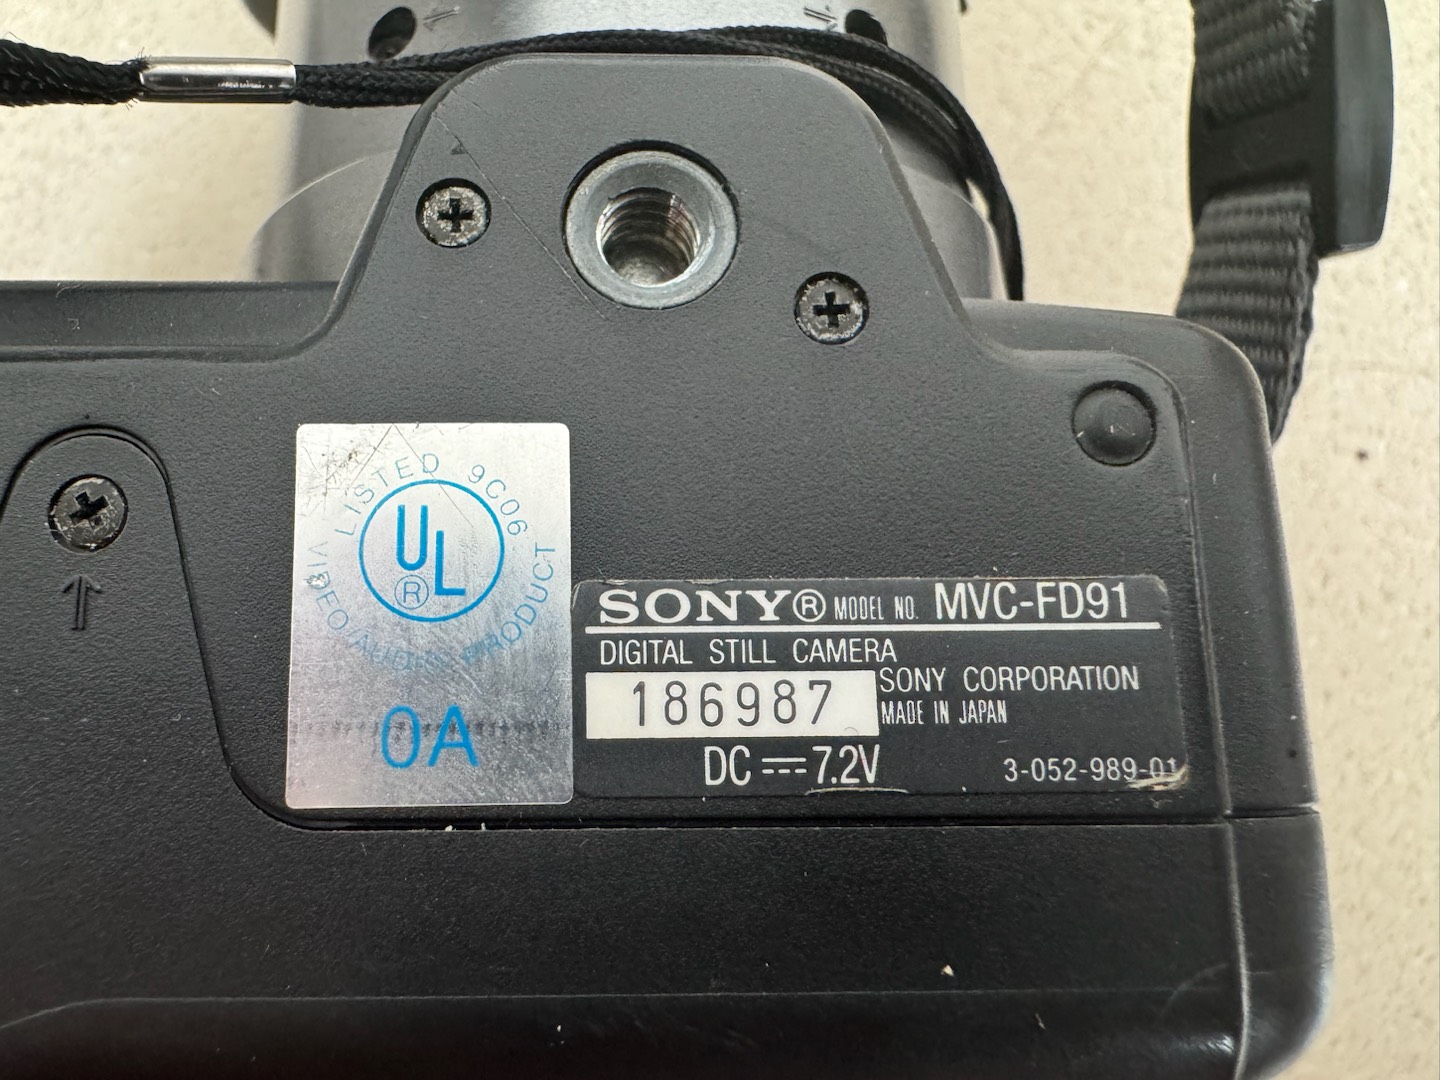 LISTED 9C06
UL
®
VIDEO/AUDIO PRODUCT
0A
SONY® MODEL NO. MVC-FD91
DIGITAL STILL CAMERA
186987 SONY CORPORATION
MADE IN JAPAN
DC ⎓ 7.2V
3-052-989-01